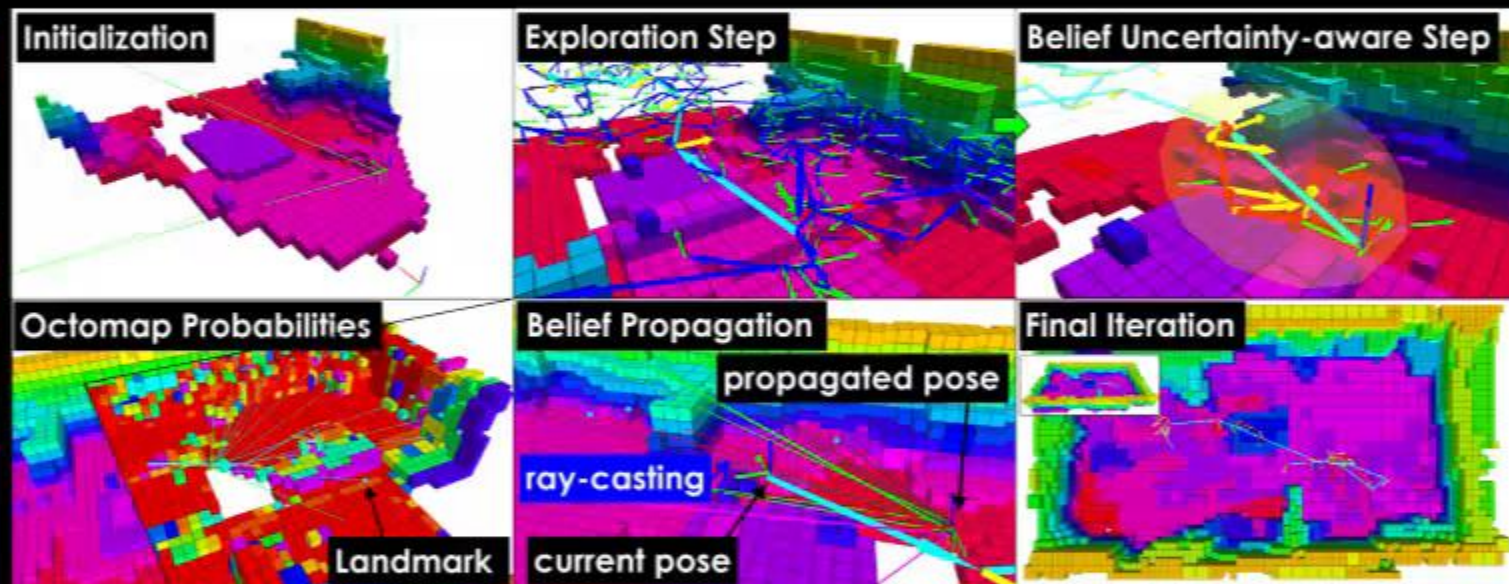 Initialization
Exploration Step
Belief Uncertainty-aware Step
Octomap Probabilities
Landmark
Belief Propagation
propagated pose
ray-casting
current pose
Final Iteration